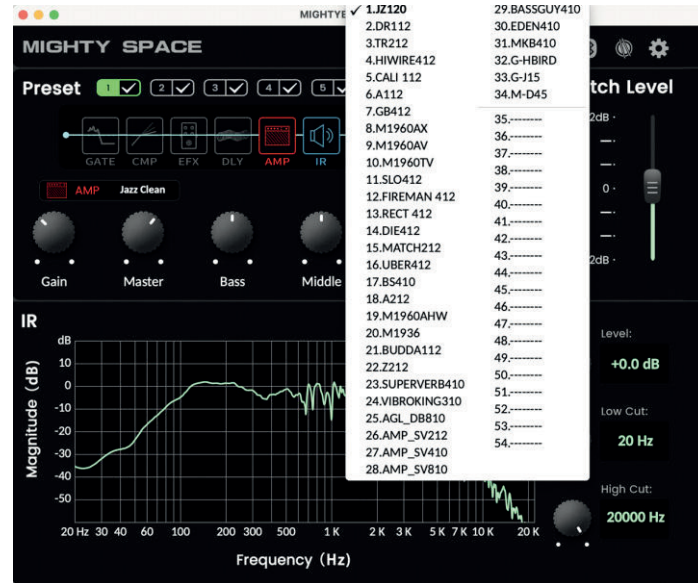 MIGHTYE
MIGHTY SPACE
Preset 1 2 3 4 5
tch Level
GATE CMP EFX DLY AMP IR
AMP Jazz Clean
Gain Master Bass Middle
2dB
0
2dB
✓ 1.JZ120
2.DR112
3.TR212
4.HIWIRE412
5.CALI 112
6.A112
7.GB412
8.M1960AX
9.M1960AV
10.M1960TV
11.SLO412
12.FIREMAN 412
13.RECT 412
14.DIE412
15.MATCH212
16.UBER412
17.BS410
18.A212
19.M1960AHW
20.M1936
21.BUDDA112
22.Z212
23.SUPERVERB410
24.VIBROKING310
25.AGL_DB810
26.AMP_SV212
27.AMP_SV410
28.AMP_SV810
29.BASSGUY410
30.EDEN410
31.MKB410
32.G-HBIRD
33.G-J15
34.M-D45
35.--------
36.--------
37.--------
38.--------
39.--------
40.--------
41.--------
42.--------
43.--------
44.--------
45.--------
46.--------
47.--------
48.--------
49.--------
50.--------
51.--------
52.--------
53.--------
54.--------
IR
Magnitude (dB)
dB
10
0
-10
-20
-30
-40
-50
20 Hz 30 40 60 100 200 300 500 1 K 2 K 3 K 5 K 7 K 10 K 20 K
Frequency (Hz)
Level:
+0.0 dB
Low Cut:
20 Hz
High Cut:
20000 Hz